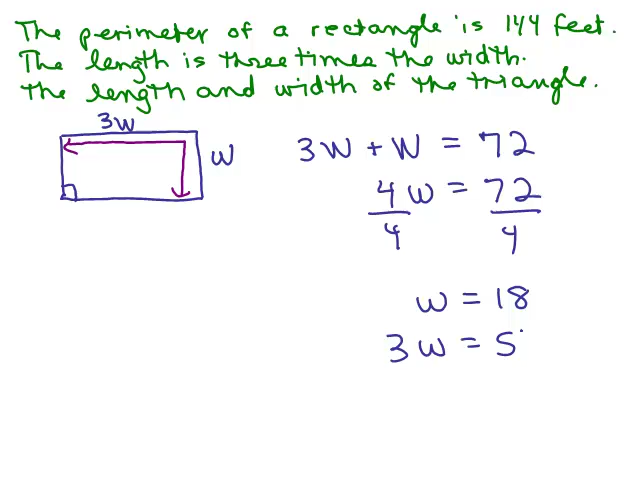 The perimeter of a rectangle is 144 feet.
The length is three times the width.
The length and width of the triangle.
3W
W
3W + W = 72
4W = 72
4 4
W = 18
3W = 5